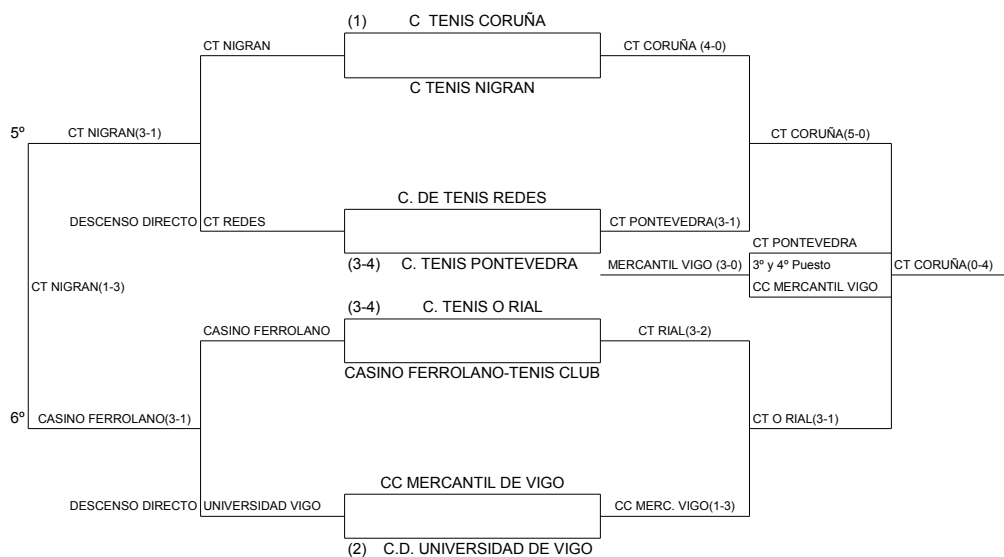 (1) C TENIS CORUÑA
CT NIGRAN
CT CORUÑA (4-0)
C TENIS NIGRAN
5º
CT NIGRAN(3-1)
CT CORUÑA(5-0)
C. DE TENIS REDES
DESCENSO DIRECTO
CT REDES
CT PONTEVEDRA(3-1)
(3-4) C. TENIS PONTEVEDRA
CT PONTEVEDRA
MERCANTIL VIGO (3-0)
3º y 4º Puesto
CT CORUÑA(0-4)
CC MERCANTIL VIGO
CT NIGRAN(1-3)
(3-4) C. TENIS O RIAL
CASINO FERROLANO
CT RIAL(3-2)
CASINO FERROLANO-TENIS CLUB
6º
CASINO FERROLANO(3-1)
CT O RIAL(3-1)
CC MERCANTIL DE VIGO
DESCENSO DIRECTO
UNIVERSIDAD VIGO
CC MERC. VIGO(1-3)
(2) C.D. UNIVERSIDAD DE VIGO